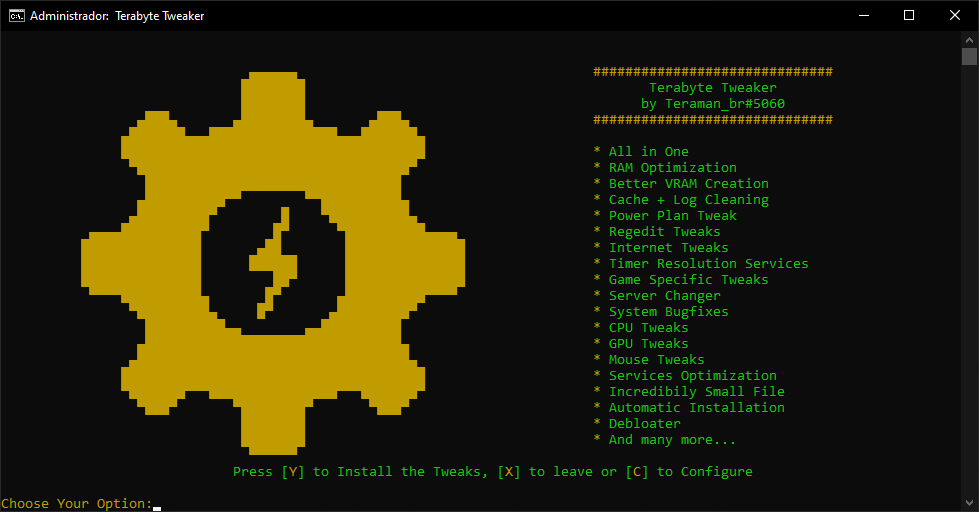 Administrador: Terabyte Tweaker
##############################
Terabyte Tweaker
by Teraman_br#5060
##############################
* All in One
* RAM Optimization
* Better VRAM Creation
* Cache + Log Cleaning
* Power Plan Tweak
* Regedit Tweaks
* Internet Tweaks
* Timer Resolution Services
* Game Specific Tweaks
* Server Changer
* System Bugfixes
* CPU Tweaks
* GPU Tweaks
* Mouse Tweaks
* Services Optimization
* Incredibily Small File
* Automatic Installation
* Debloater
* And many more...
Press [Y] to Install the Tweaks, [X] to leave or [C] to Configure
Choose Your Option: